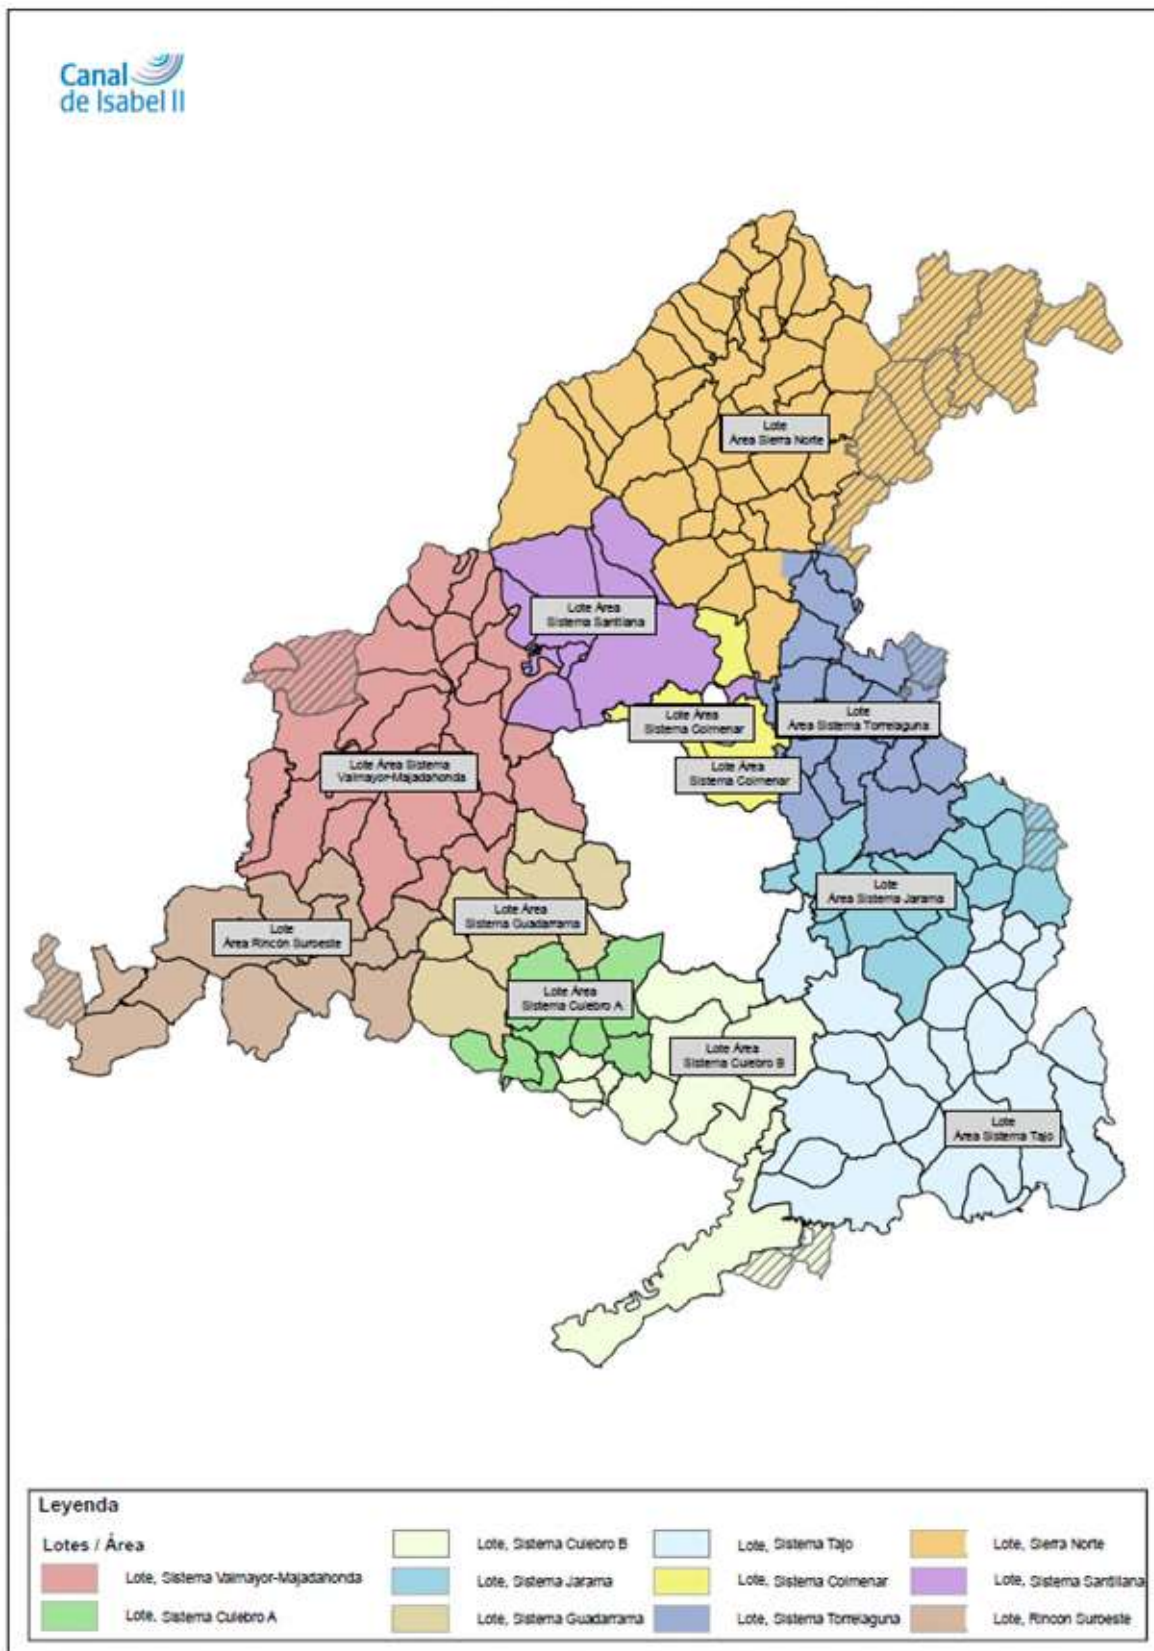 Canal
de Isabel II
Lote
Área Sierra Norte
Lote Área
Sistema Santillana
Lote Área
Sistema Colmenar
Lote
Área Sistema Torrelaguna
Lote Área Sistema
Valmayor-Majadahonda
Lote Área
Sistema Colmenar
Lote
Área Sistema Jarama
Lote Área
Sistema Guadarrama
Lote
Área Rincón Suroeste
Lote Área
Sistema Culebro A
Lote Área
Sistema Culebro B
Lote
Área Sistema Tajo
Leyenda
Lotes / Área
Lote, Sistema Valmayor-Majadahonda
Lote, Sistema Culebro A
Lote, Sistema Culebro B
Lote, Sistema Jarama
Lote, Sistema Guadarrama
Lote, Sistema Tajo
Lote, Sistema Colmenar
Lote, Sistema Torrelaguna
Lote, Sierra Norte
Lote, Sistema Santillana
Lote, Rincon Suroeste